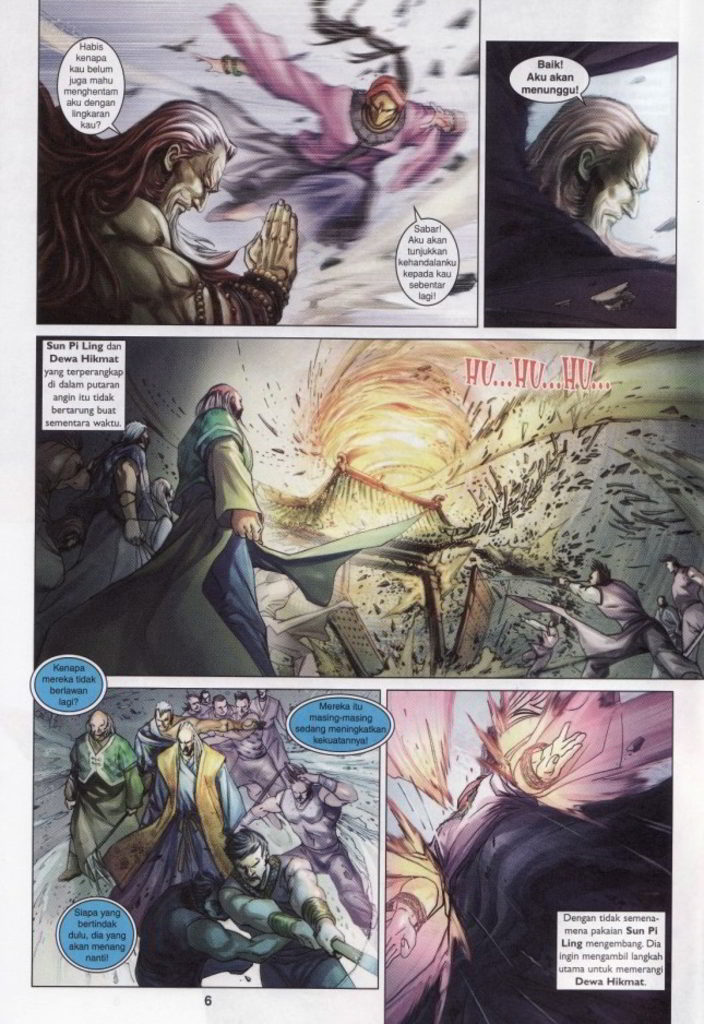 Habis
kenapa
kau belum
juga mahu
menghentam
aku dengan
lingkaran
kau?
Sabar!
Aku akan
tunjukkan
kehandalanku
kepada kau
sebentar
lagi!
Baik!
Aku akan
menunggu!
Sun Pi Ling dan
Dewa Hikmat
yang terperangkap
di dalam putaran
angin itu tidak
bertarung buat
sementara waktu.
HU...HU...HU...
Kenapa
mereka tidak
berlawan
lagi?
Mereka itu
masing-masing
sedang meningkatkan
kekuatannya!
Siapa yang
bertindak
dulu, dia yang
akan menang
nanti!
Dengan tidak semena-
mena pakaian Sun Pi
Ling mengembang. Dia
ingin mengambil langkah
utama untuk memerangi
Dewa Hikmat.
6